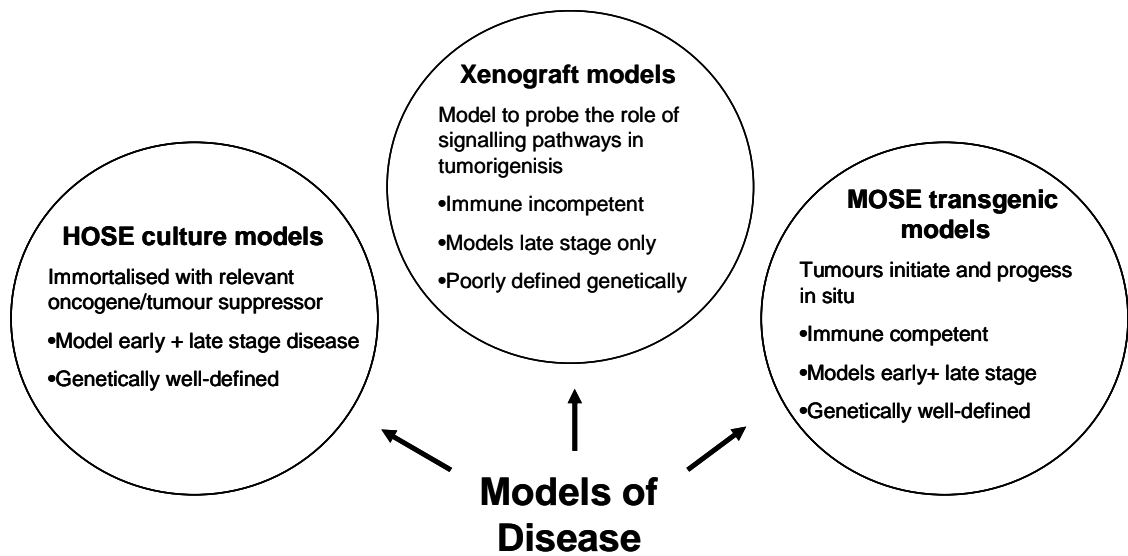 HOSE culture models
Immortalised with relevant
oncogene/tumour suppressor
•Model early + late stage disease
•Genetically well-defined
Xenograft models
Model to probe the role of
signalling pathways in
tumorigenisis
•Immune incompetent
•Models late stage only
•Poorly defined genetically
MOSE transgenic
models
Tumours initiate and progess
in situ
•Immune competent
•Models early+ late stage
•Genetically well-defined
Models of
Disease